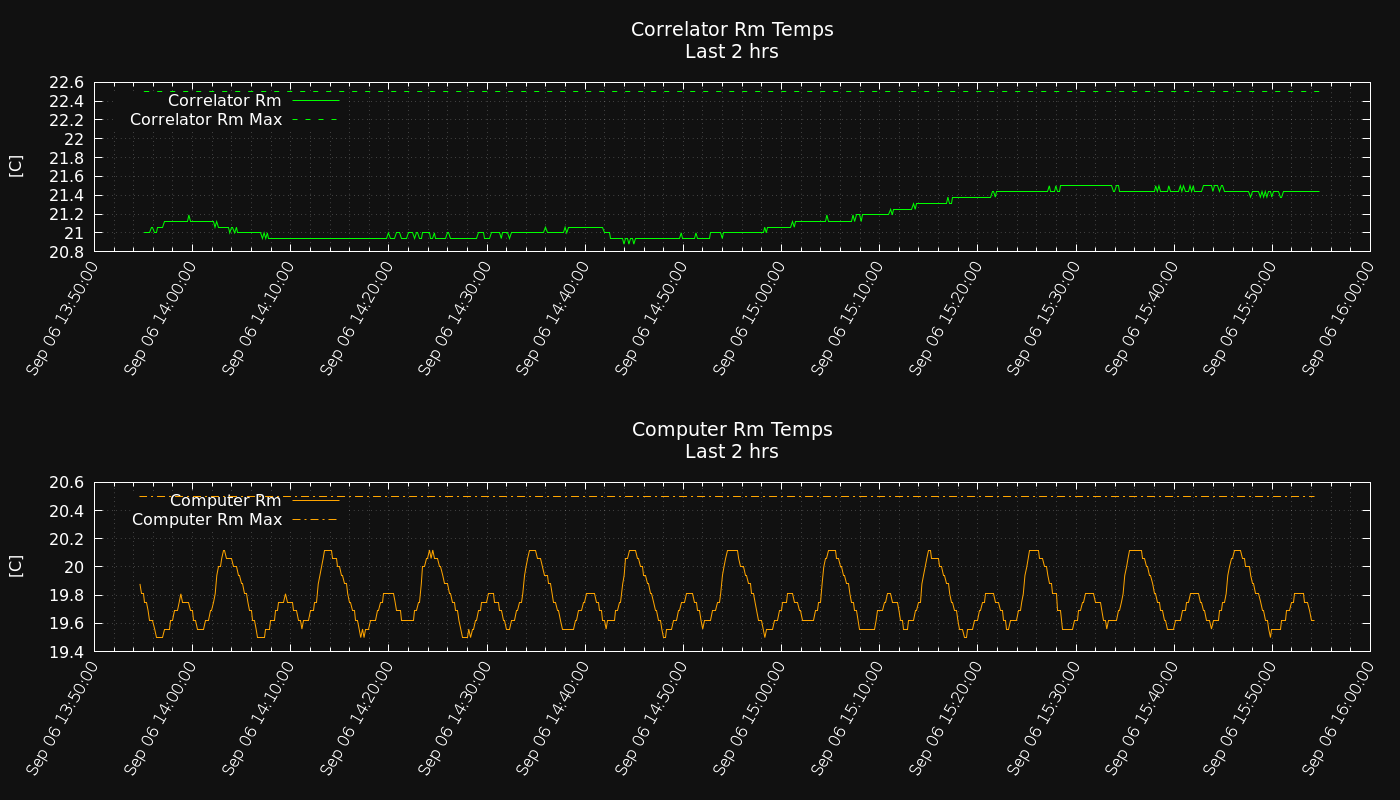 Correlator Rm Temps
Last 2 hrs
22.6
22.4
22.2
22
21.8
21.6
21.4
21.2
21
20.8
[C]
Correlator Rm
Correlator Rm Max
Sep 06 13:50:00
Sep 06 14:00:00
Sep 06 14:10:00
Sep 06 14:20:00
Sep 06 14:30:00
Sep 06 14:40:00
Sep 06 14:50:00
Sep 06 15:00:00
Sep 06 15:10:00
Sep 06 15:20:00
Sep 06 15:30:00
Sep 06 15:40:00
Sep 06 15:50:00
Sep 06 16:00:00
Computer Rm Temps
Last 2 hrs
20.6
20.4
20.2
20
19.8
19.6
19.4
[C]
Computer Rm
Computer Rm Max
Sep 06 13:50:00
Sep 06 14:00:00
Sep 06 14:10:00
Sep 06 14:20:00
Sep 06 14:30:00
Sep 06 14:40:00
Sep 06 14:50:00
Sep 06 15:00:00
Sep 06 15:10:00
Sep 06 15:20:00
Sep 06 15:30:00
Sep 06 15:40:00
Sep 06 15:50:00
Sep 06 16:00:00